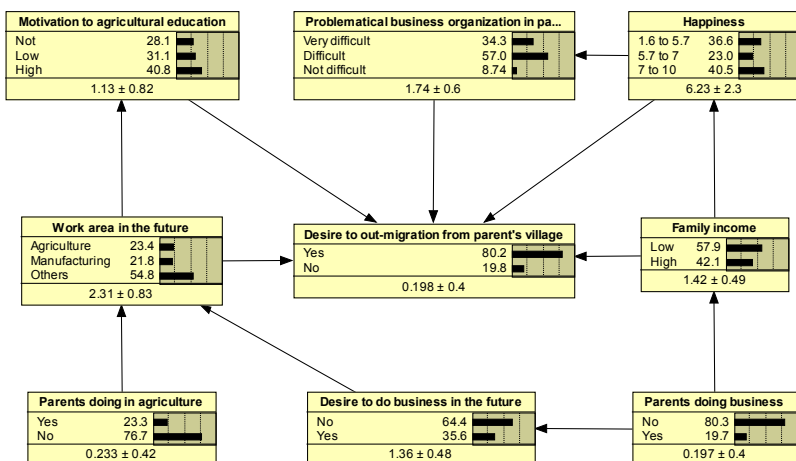 Motivation to agricultural education
Not 28.1
Low 31.1
High 40.8
1.13 ± 0.82
Problematical business organization in pa...
Very difficult 34.3
Difficult 57.0
Not difficult 8.74
1.74 ± 0.6
Happiness
1.6 to 5.7 36.6
5.7 to 7 23.0
7 to 10 40.5
6.23 ± 2.3
Work area in the future
Agriculture 23.4
Manufacturing 21.8
Others 54.8
2.31 ± 0.83
Desire to out-migration from parent's village
Yes 80.2
No 19.8
0.198 ± 0.4
Family income
Low 57.9
High 42.1
1.42 ± 0.49
Parents doing in agriculture
Yes 23.3
No 76.7
0.233 ± 0.42
Desire to do business in the future
No 64.4
Yes 35.6
1.36 ± 0.48
Parents doing business
No 80.3
Yes 19.7
0.197 ± 0.4